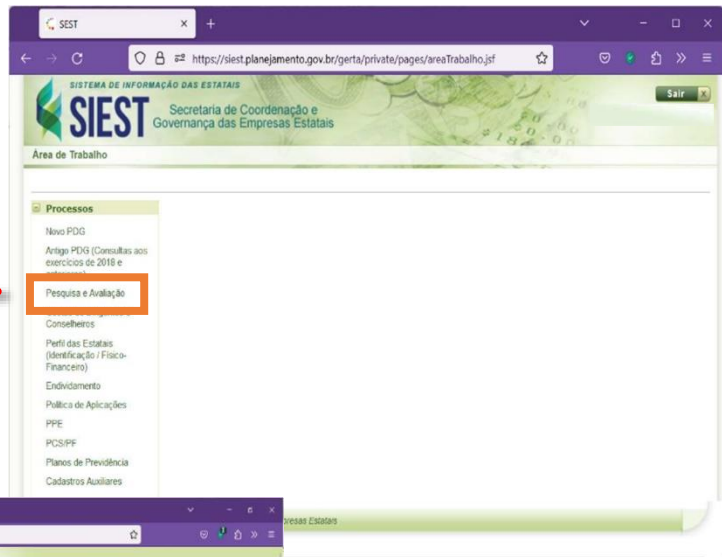 SEST
https://siest.planejamento.gov.br/gerta/private/pages/areaTrabalho.jsf
SISTEMA DE INFORMAÇÃO DAS ESTATAIS
SIEST
Secretaria de Coordenação e
Governança das Empresas Estatais
Sair X
Área de Trabalho
Processos
Novo PDG
Antigo PDG (Consultas aos
exercícios de 2018 e
Pesquisa e Avaliação
Conselheiros
Perfil das Estatais
(Identificação / Físico-
Financeiro)
Endividamento
Política de Aplicações
PPE
PCS/PF
Planos de Previdência
Cadastros Auxiliares
presas Estatais